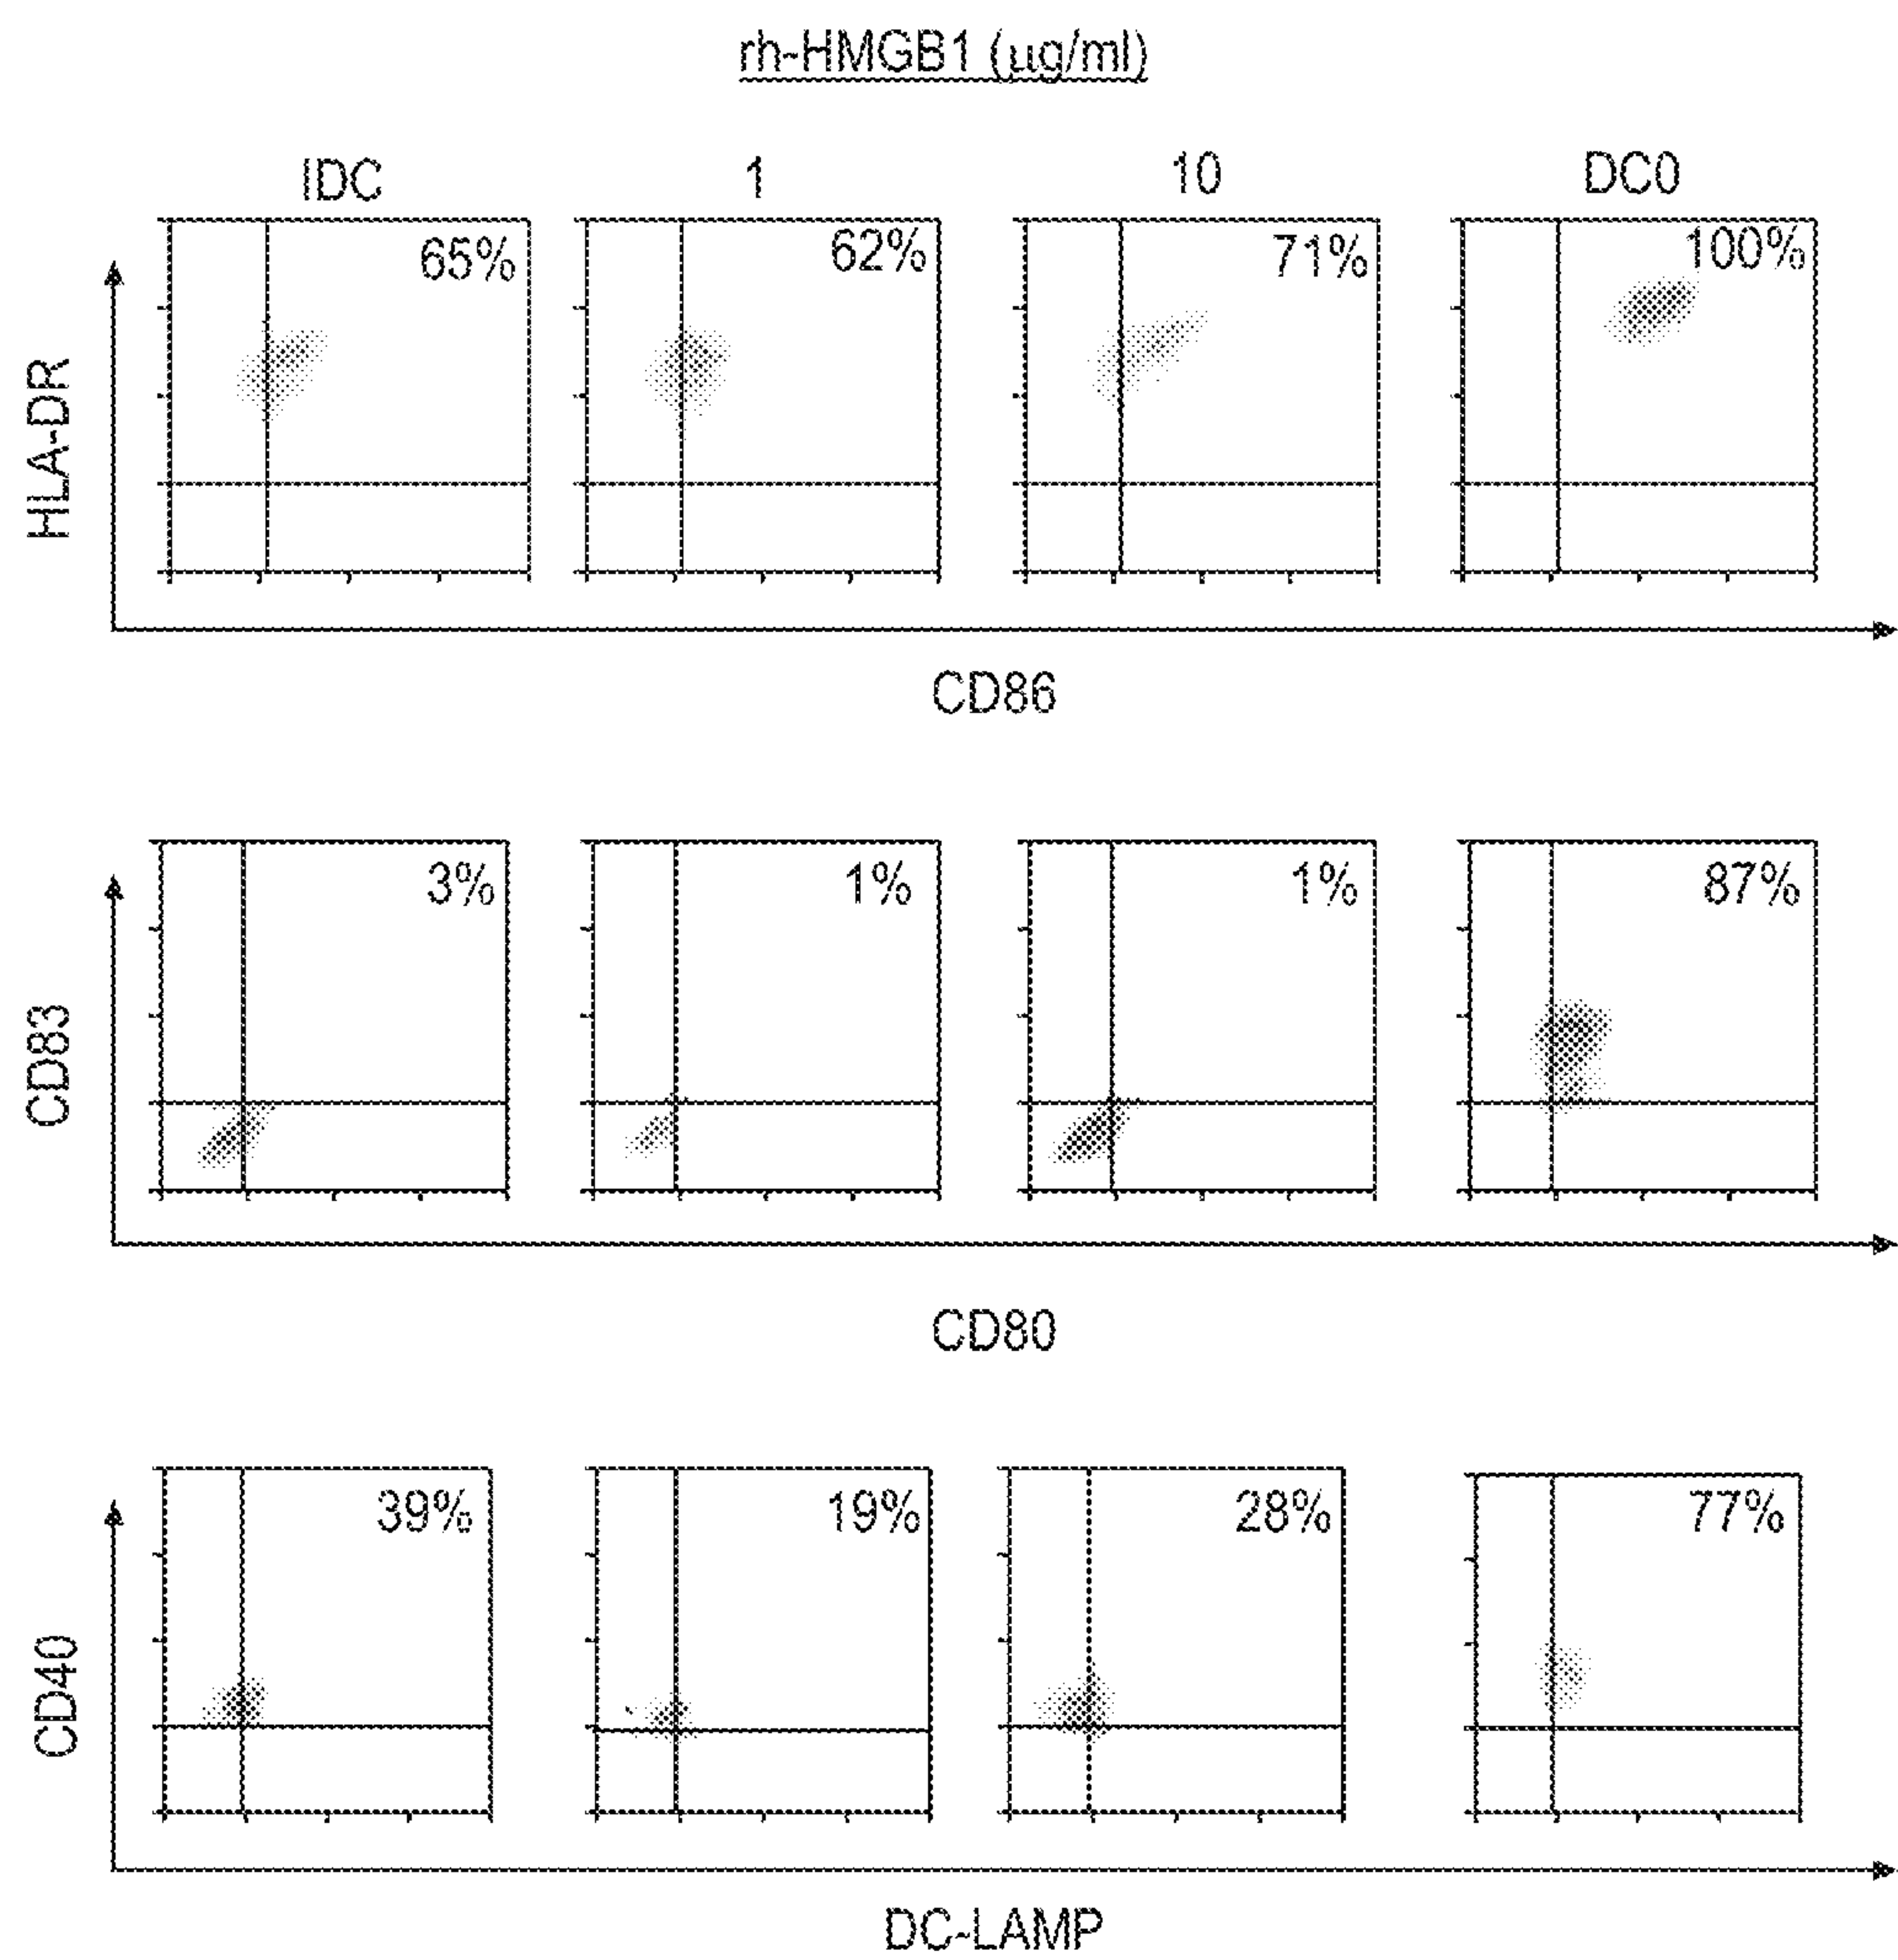 rh-HMGB1 (µg/ml)
IDC 1 10 DC0
65% 62% 71% 100%
HLA-DR
CD86
3% 1% 1% 87%
CD83
CD80
39% 19% 28% 77%
CD40
DC-LAMP